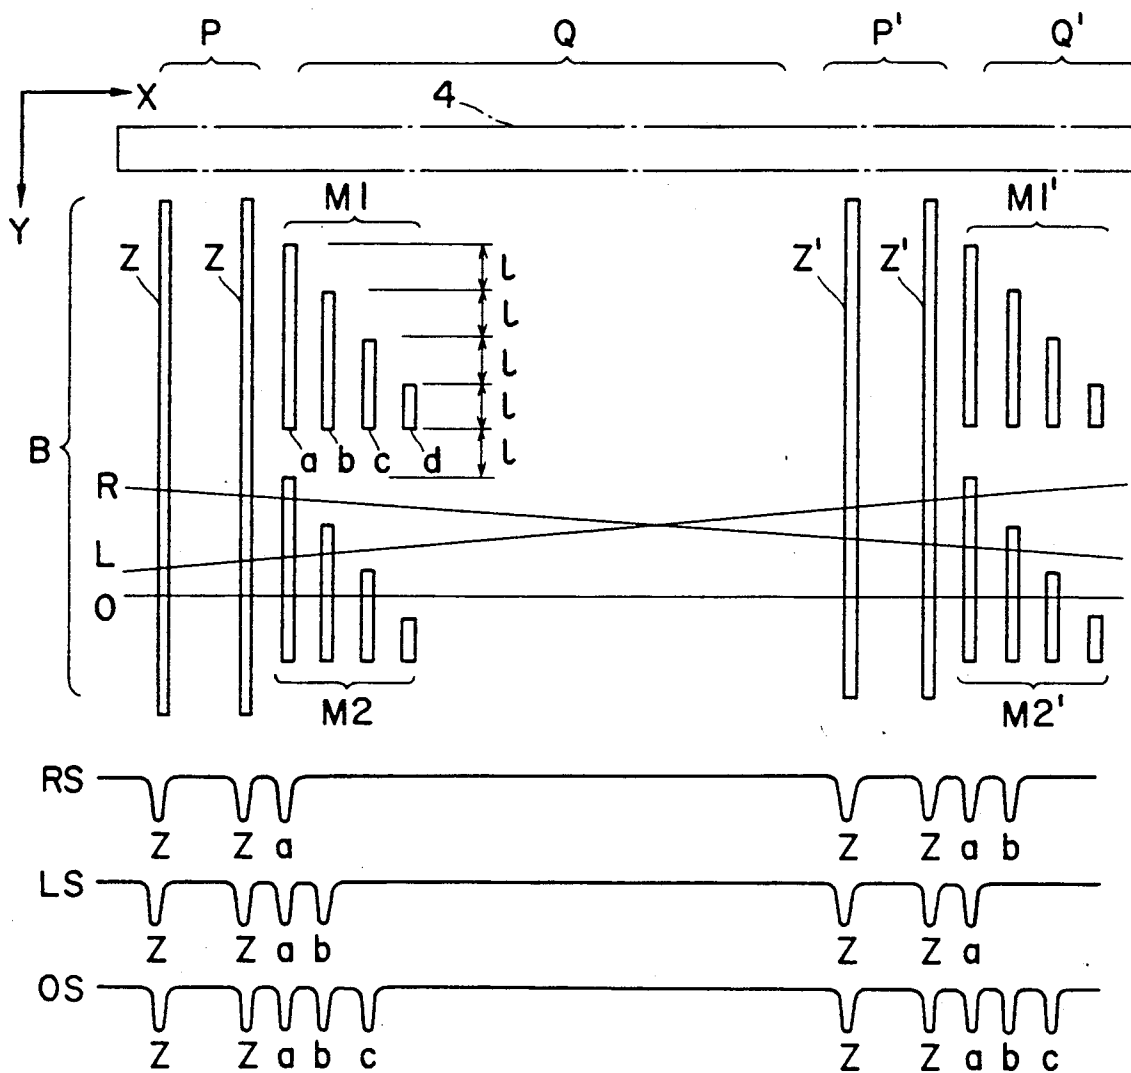 P Q P' Q'
X
4
Y
M1 M1'
Z Z Z' Z'
l
l
l
l
l
a b c d
B
R
L
O
M2 M2'
RS
Z Z a Z Z a b
LS
Z Z a b Z Z a
OS
Z Z a b c Z Z a b c